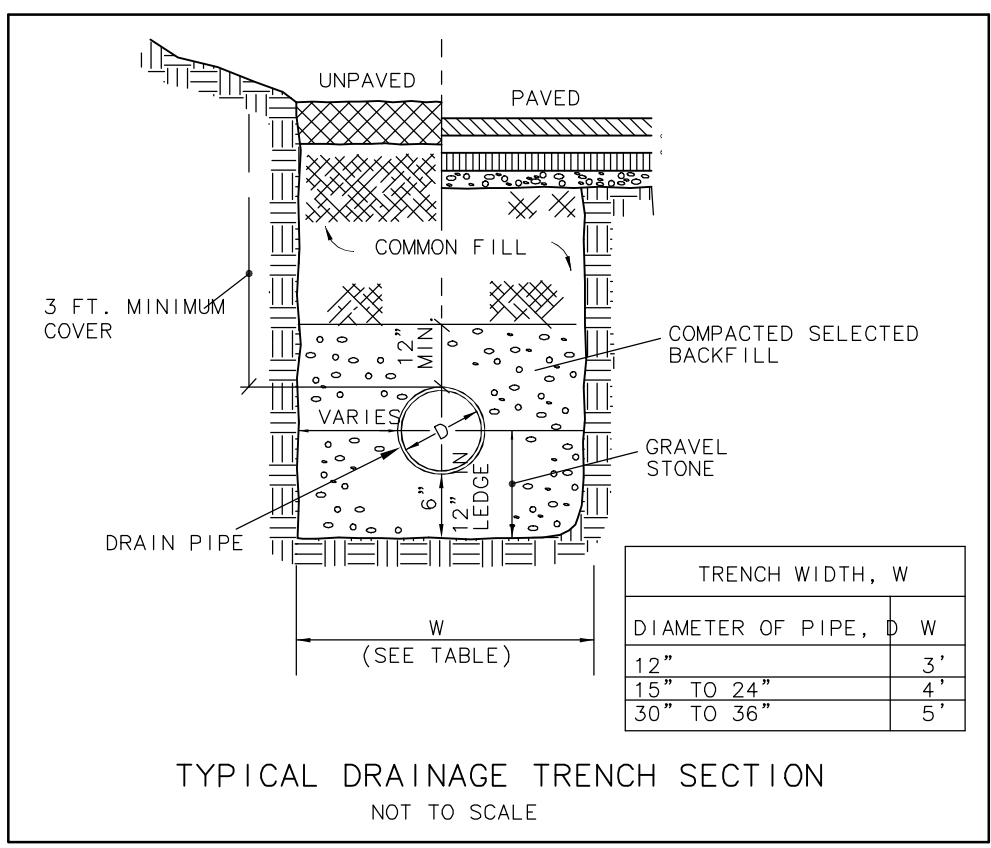 UNPAVED
PAVED
COMMON FILL
3 FT. MINIMUM
COVER
12"
MIN.
COMPACTED SELECTED
BACKFILL
VARIES
D
GRAVEL
STONE
6"
12" IN
LEDGE
DRAIN PIPE
W
(SEE TABLE)
TRENCH WIDTH, W
DIAMETER OF PIPE, D W
12" 3'
15" TO 24" 4'
30" TO 36" 5'
TYPICAL DRAINAGE TRENCH SECTION
NOT TO SCALE